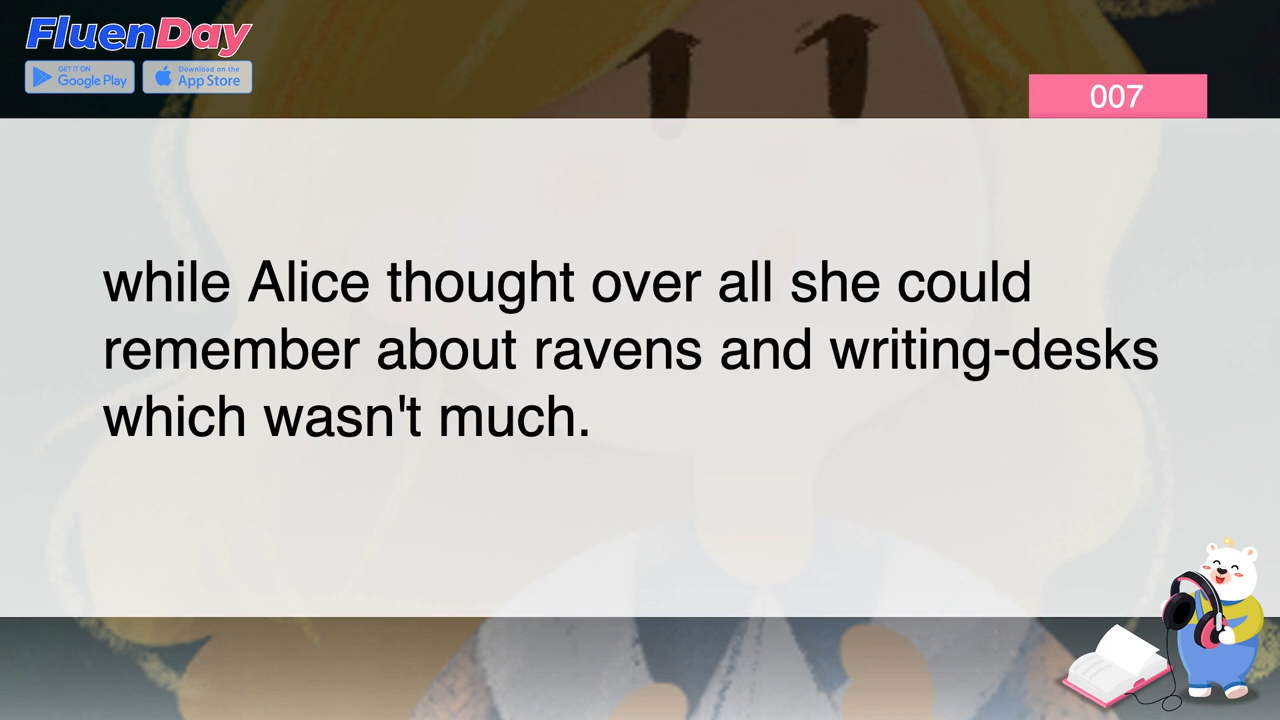 FluenDay
GET IT ON
Google Play
Download on the
App Store
007
while Alice thought over all she could
remember about ravens and writing-desks
which wasn't much.